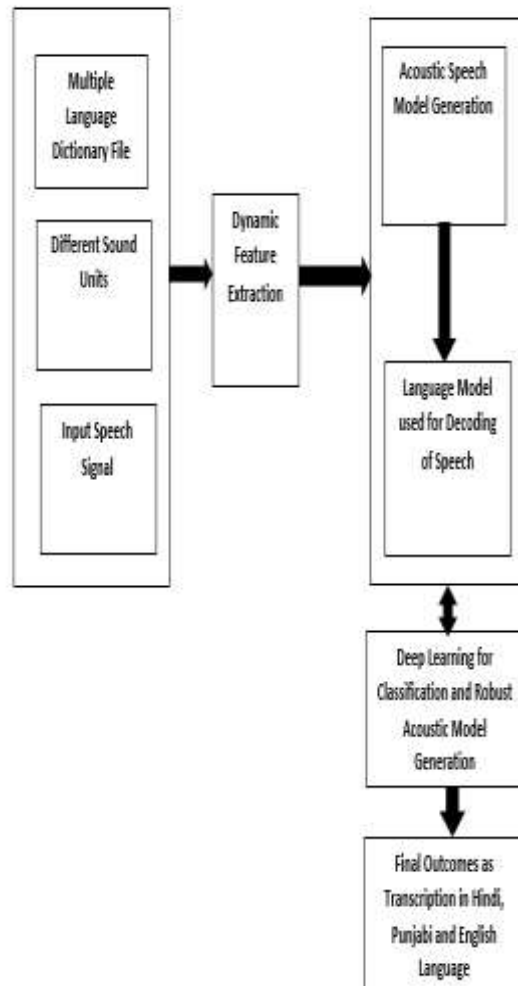 Multiple
Language
Dictionary File
Different Sound
Units
Input Speech
Signal
Dynamic
Feature
Extraction
Acoustic Speech
Model Generation
Language Model
used for Decoding
of Speech
Deep Learning for
Classification and Robust
Acoustic Model
Generation
Final Outcomes as
Transcription in Hindi,
Punjabi and English
Language